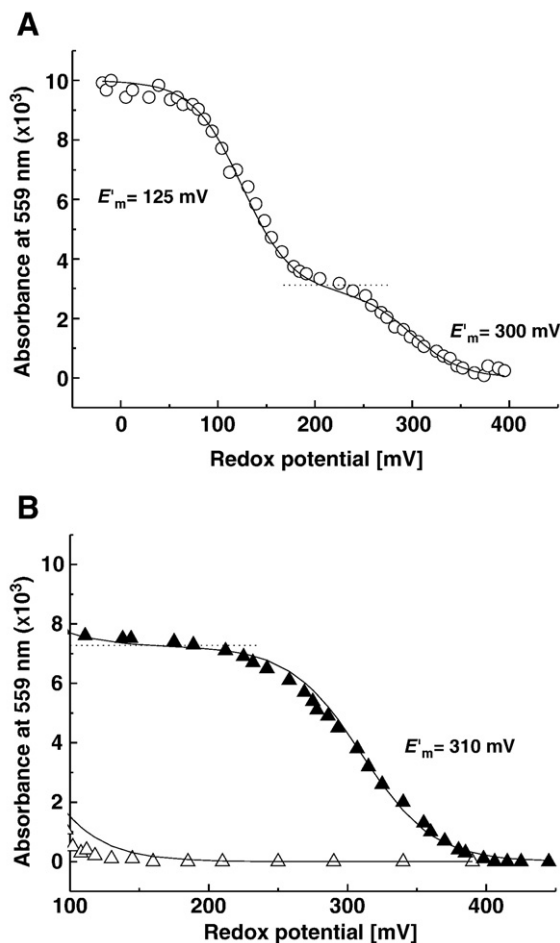 A
Absorbance at 559 nm (x10³)
10
8
6
4
2
0
E'm= 125 mV
E'm= 300 mV
0 100 200 300 400
Redox potential [mV]
B
Absorbance at 559 nm (x10³)
10
8
6
4
2
0
E'm= 310 mV
100 200 300 400
Redox potential [mV]